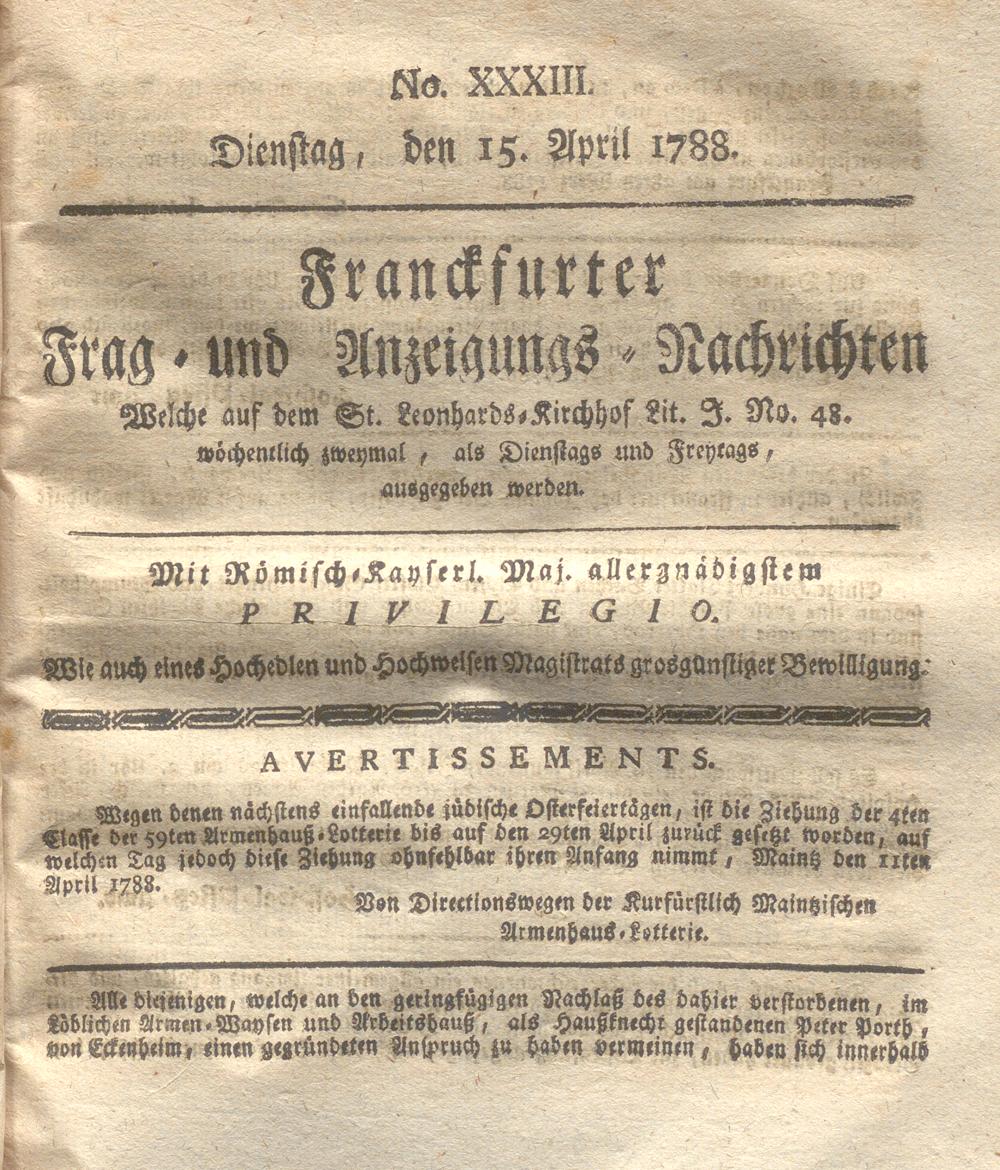 No. XXXIII.
Dienstag, den 15. April 1788.
Franckfurter
Frag- und Anzeigungs-Nachrichten
Welche auf dem St. Leonhards-Kirchhof Lit. J. No. 48.
wöchentlich zweymal, als Dienstags und Freytags,
ausgegeben werden.
Mit Römisch-Kayserl. Maj. allergnädigstem
PRIVILEGIO.
Wie auch eines Hochedlen und Hochweisen Magistrats grosgünstiger Bewilligung.
AVERTISSEMENTS.
Wegen denen nächstens einfallende jüdische Osterfeiertägen, ist die Ziehung der 4ten
Classe der 59ten Armenhauß-Lotterie bis auf den 29ten April zurück gesetzt worden, auf
welchen Tag jedoch diese Ziehung ohnfehlbar ihren Anfang nimmt, Maintz den 11ten
April 1788.
Von Directionswegen der Kurfürstlich Maintzischen
Armenhaus-Lotterie.
Alle diejenigen, welche an den geringfügigen Nachlaß des dahier verstorbenen, im
Löblichen Armen-Waysen und Arbeitshauß, als Haußknecht gestandenen Peter Porth,
von Eckenheim, einen gegründeten Anspruch zu haben vermeinen, haben sich innerhalb